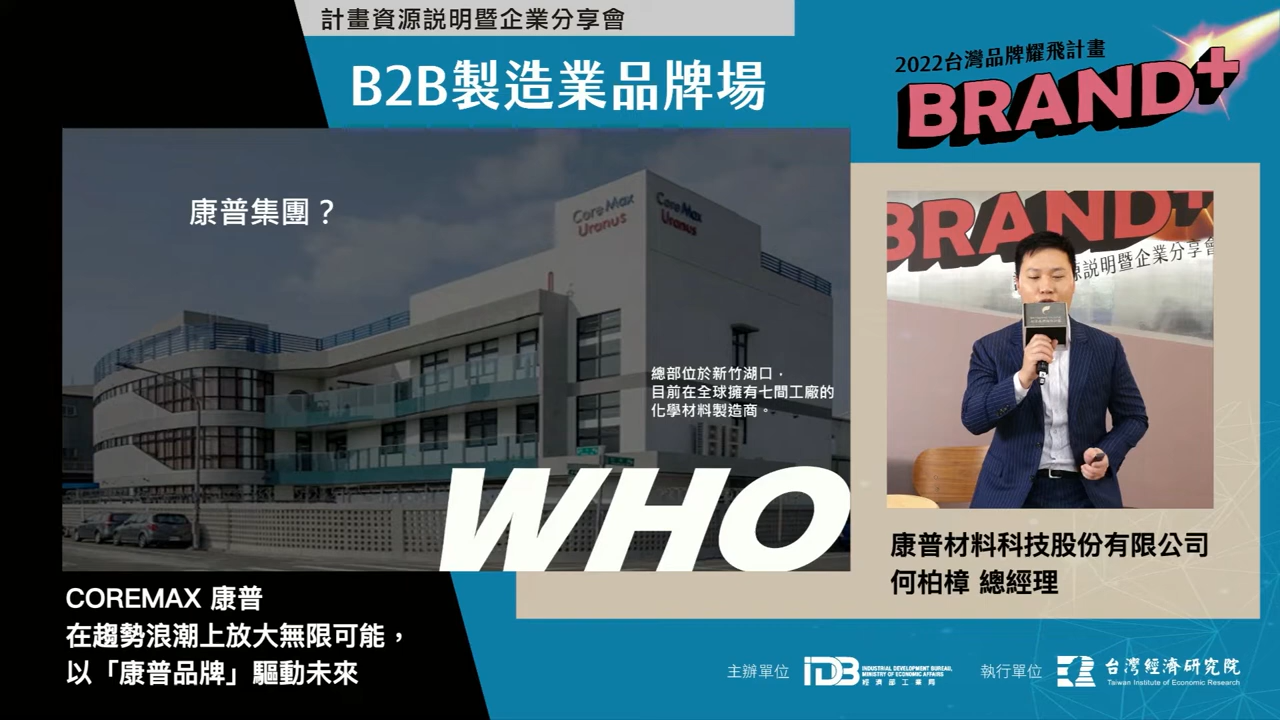 計畫資源説明暨企業分享會
B2B製造業品牌場
2022台灣品牌耀飛計畫
BRAND+
康普集團？
Core Max
Uranus
Core Max
Uranus
總部位於新竹湖口，
目前在全球擁有七間工廠的
化學材料製造商。
WHO
BRAND+
源説明暨企業分享會
康普材料科技股份有限公司
何柏樟 總經理
COREMAX 康普
在趨勢浪潮上放大無限可能，
以「康普品牌」驅動未來
主辦單位
IDB
INDUSTRIAL DEVELOPMENT BUREAU,
MINISTRY OF ECONOMIC AFFAIRS
經濟部工業局
執行單位
台灣經濟研究院
Taiwan Institute of Economic Research